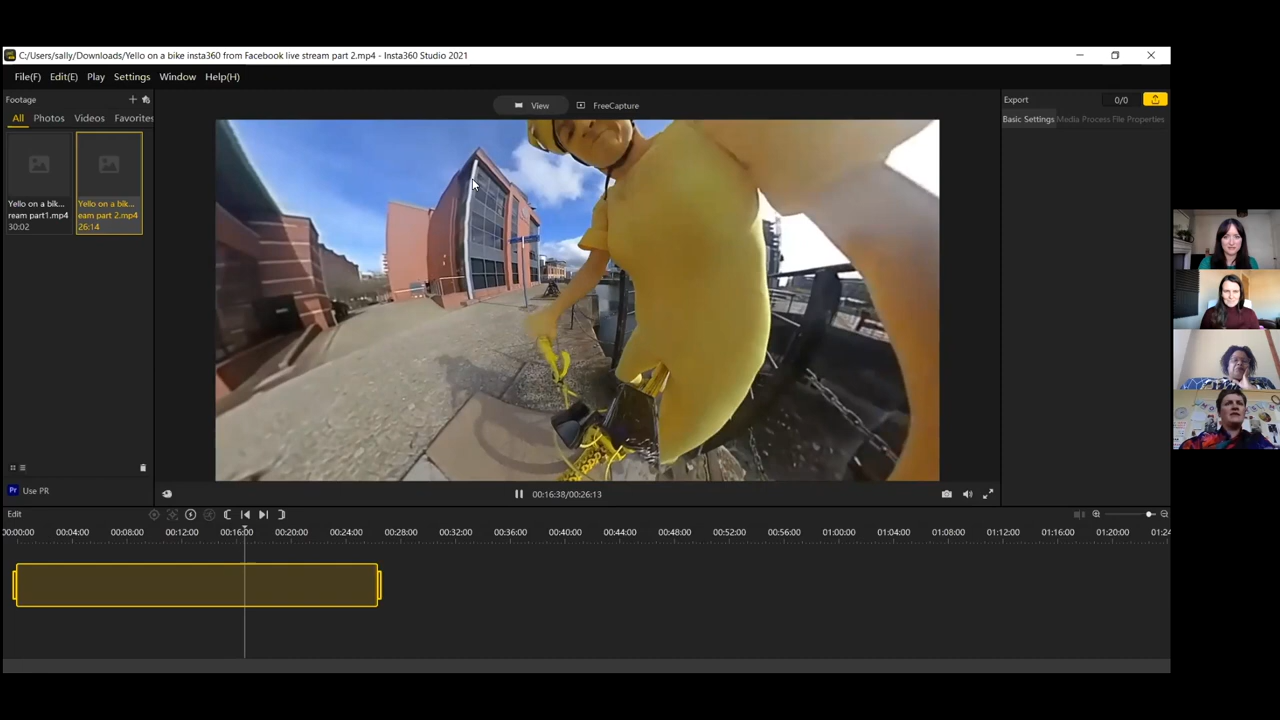 C:/Users/sally/Downloads/Yello on a bike insta360 from Facebook live stream part 2.mp4 - Insta360 Studio 2021
File(F) Edit(E) Play Settings Window Help(H)
Footage
View FreeCapture
Export 0/0
All Photos Videos Favorites
Basic Settings Media Process File Properties
Yello on a bik...
ream part1.mp4
30:02
Yello on a bik...
eam part 2.mp4
26:14
Pr Use PR
00:16:38/00:26:13
Edit
00:00:00 00:04:00 00:08:00 00:12:00 00:16:00 00:20:00 00:24:00 00:28:00 00:32:00 00:36:00 00:40:00 00:44:00 00:48:00 00:52:00 00:56:00 01:00:00 01:04:00 01:08:00 01:12:00 01:16:00 01:20:00 01:24